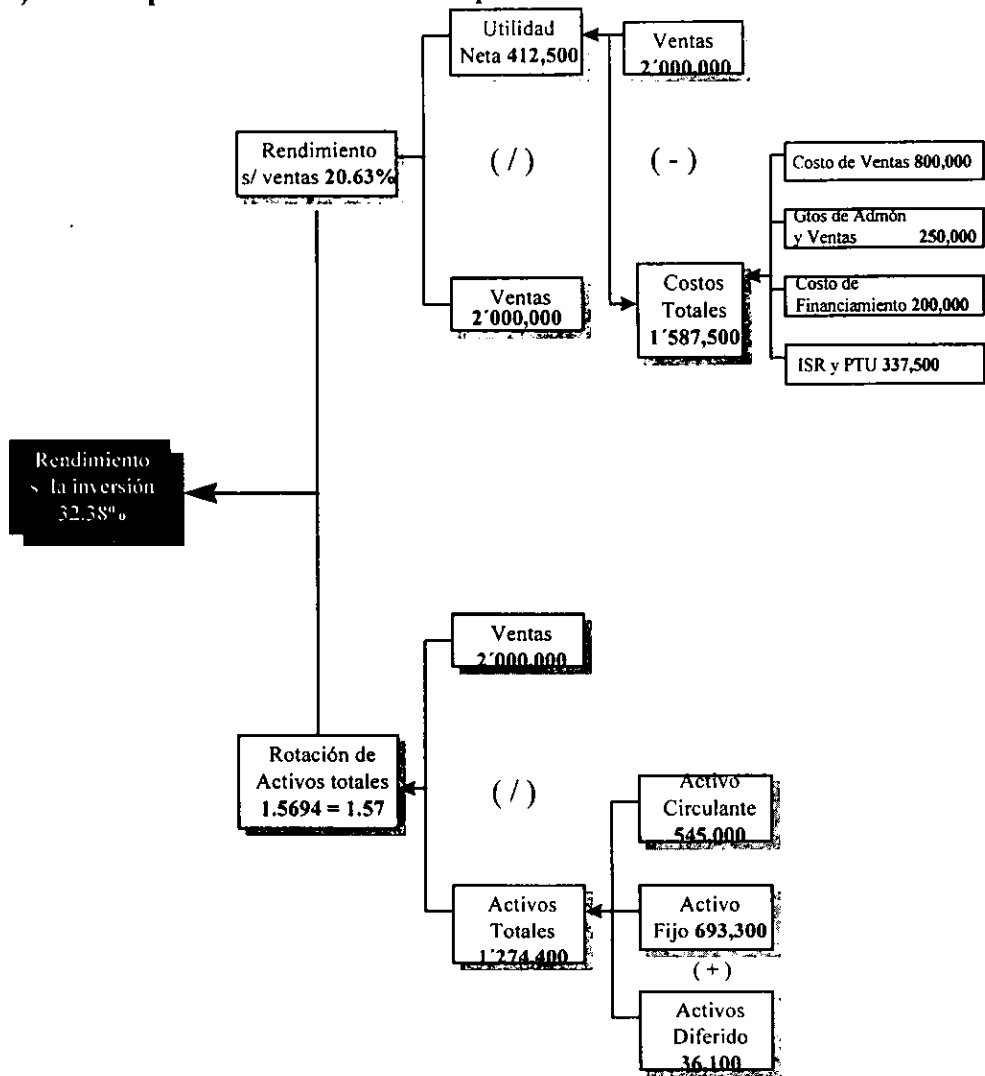 Utilidad
Neta 412,500
Ventas
2´000,000
Rendimiento
s/ ventas 20.63%
( / )
( - )
Costo de Ventas 800,000
Gtos de Admón
y Ventas 250,000
Ventas
2´000,000
Costos
Totales
1´587,500
Costo de
Financiamiento 200,000
ISR y PTU 337,500
Rendimiento
s la inversión
32.38%
Ventas
2´000,000
Rotación de
Activos totales
1.5694 = 1.57
( / )
Activo
Circulante
545,000
Activos
Totales
1´274,400
Activo
Fijo 693,300
( + )
Activos
Diferido
36,100